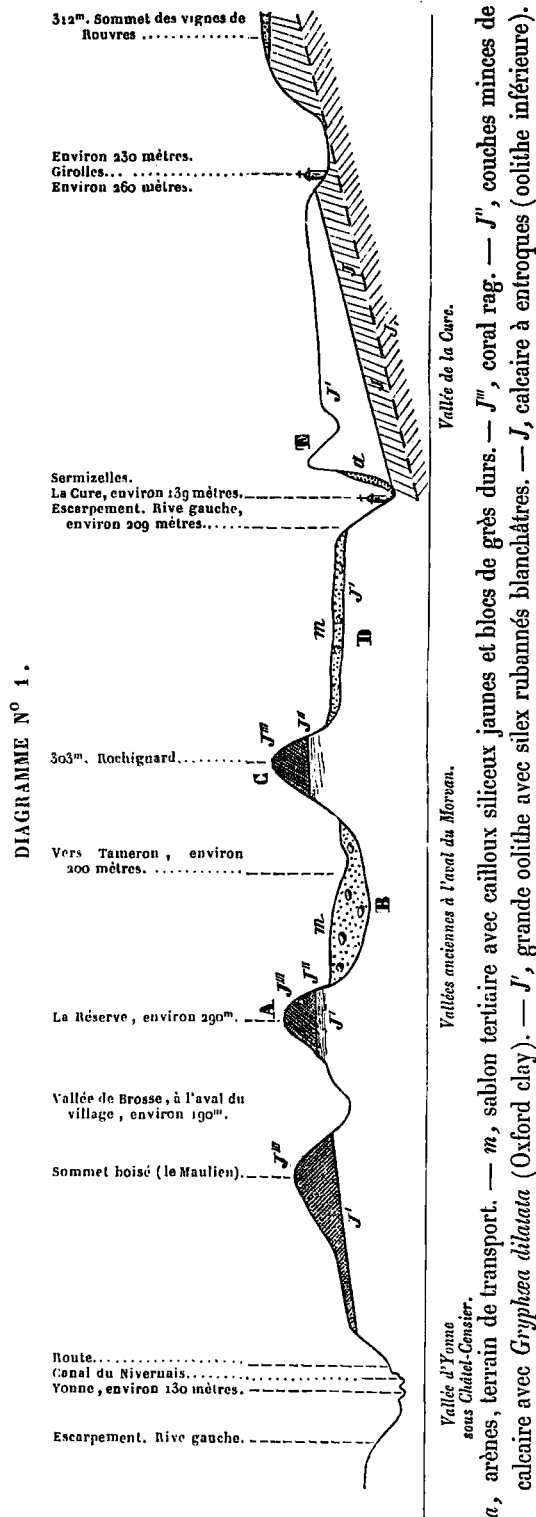 DIAGRAMME N° 1.
312m. Sommet des vignes de
Rouvres
Environ 230 mètres.
Girolles...
Environ 260 mètres.
Sermizelles.
La Cure, environ 139 mètres.
Escarpement. Rive gauche,
environ 209 mètres.
303m. Rochignard
Vers Tameron, environ
200 mètres.
La Réserve, environ 290m.
Vallée de Brosse, à l'aval du
village, environ 190m.
Sommet boisé (le Maulien).
Route
Canal du Nivernais
Yonne, environ 130 mètres.
Escarpement. Rive gauche.
J'''
J'
A
J'''
J''
J'
m
B
C
J'''
J''
m
J'
D
a
E
J'
J
J
J
Vallée d'Yonne
sous Châtel-Censier.
Vallées anciennes à l'aval du Morvan.
Vallée de la Cure.
a, arènes, terrain de transport. — m, sablon tertiaire avec cailloux siliceux jaunes et blocs de grès durs. — J''', coral rag. — J'', couches minces de
calcaire avec Gryphæa dilatata (Oxford clay). — J', grande oolithe avec silex rubannés blanchâtres. — J, calcaire à entroques (oolithe inférieure).